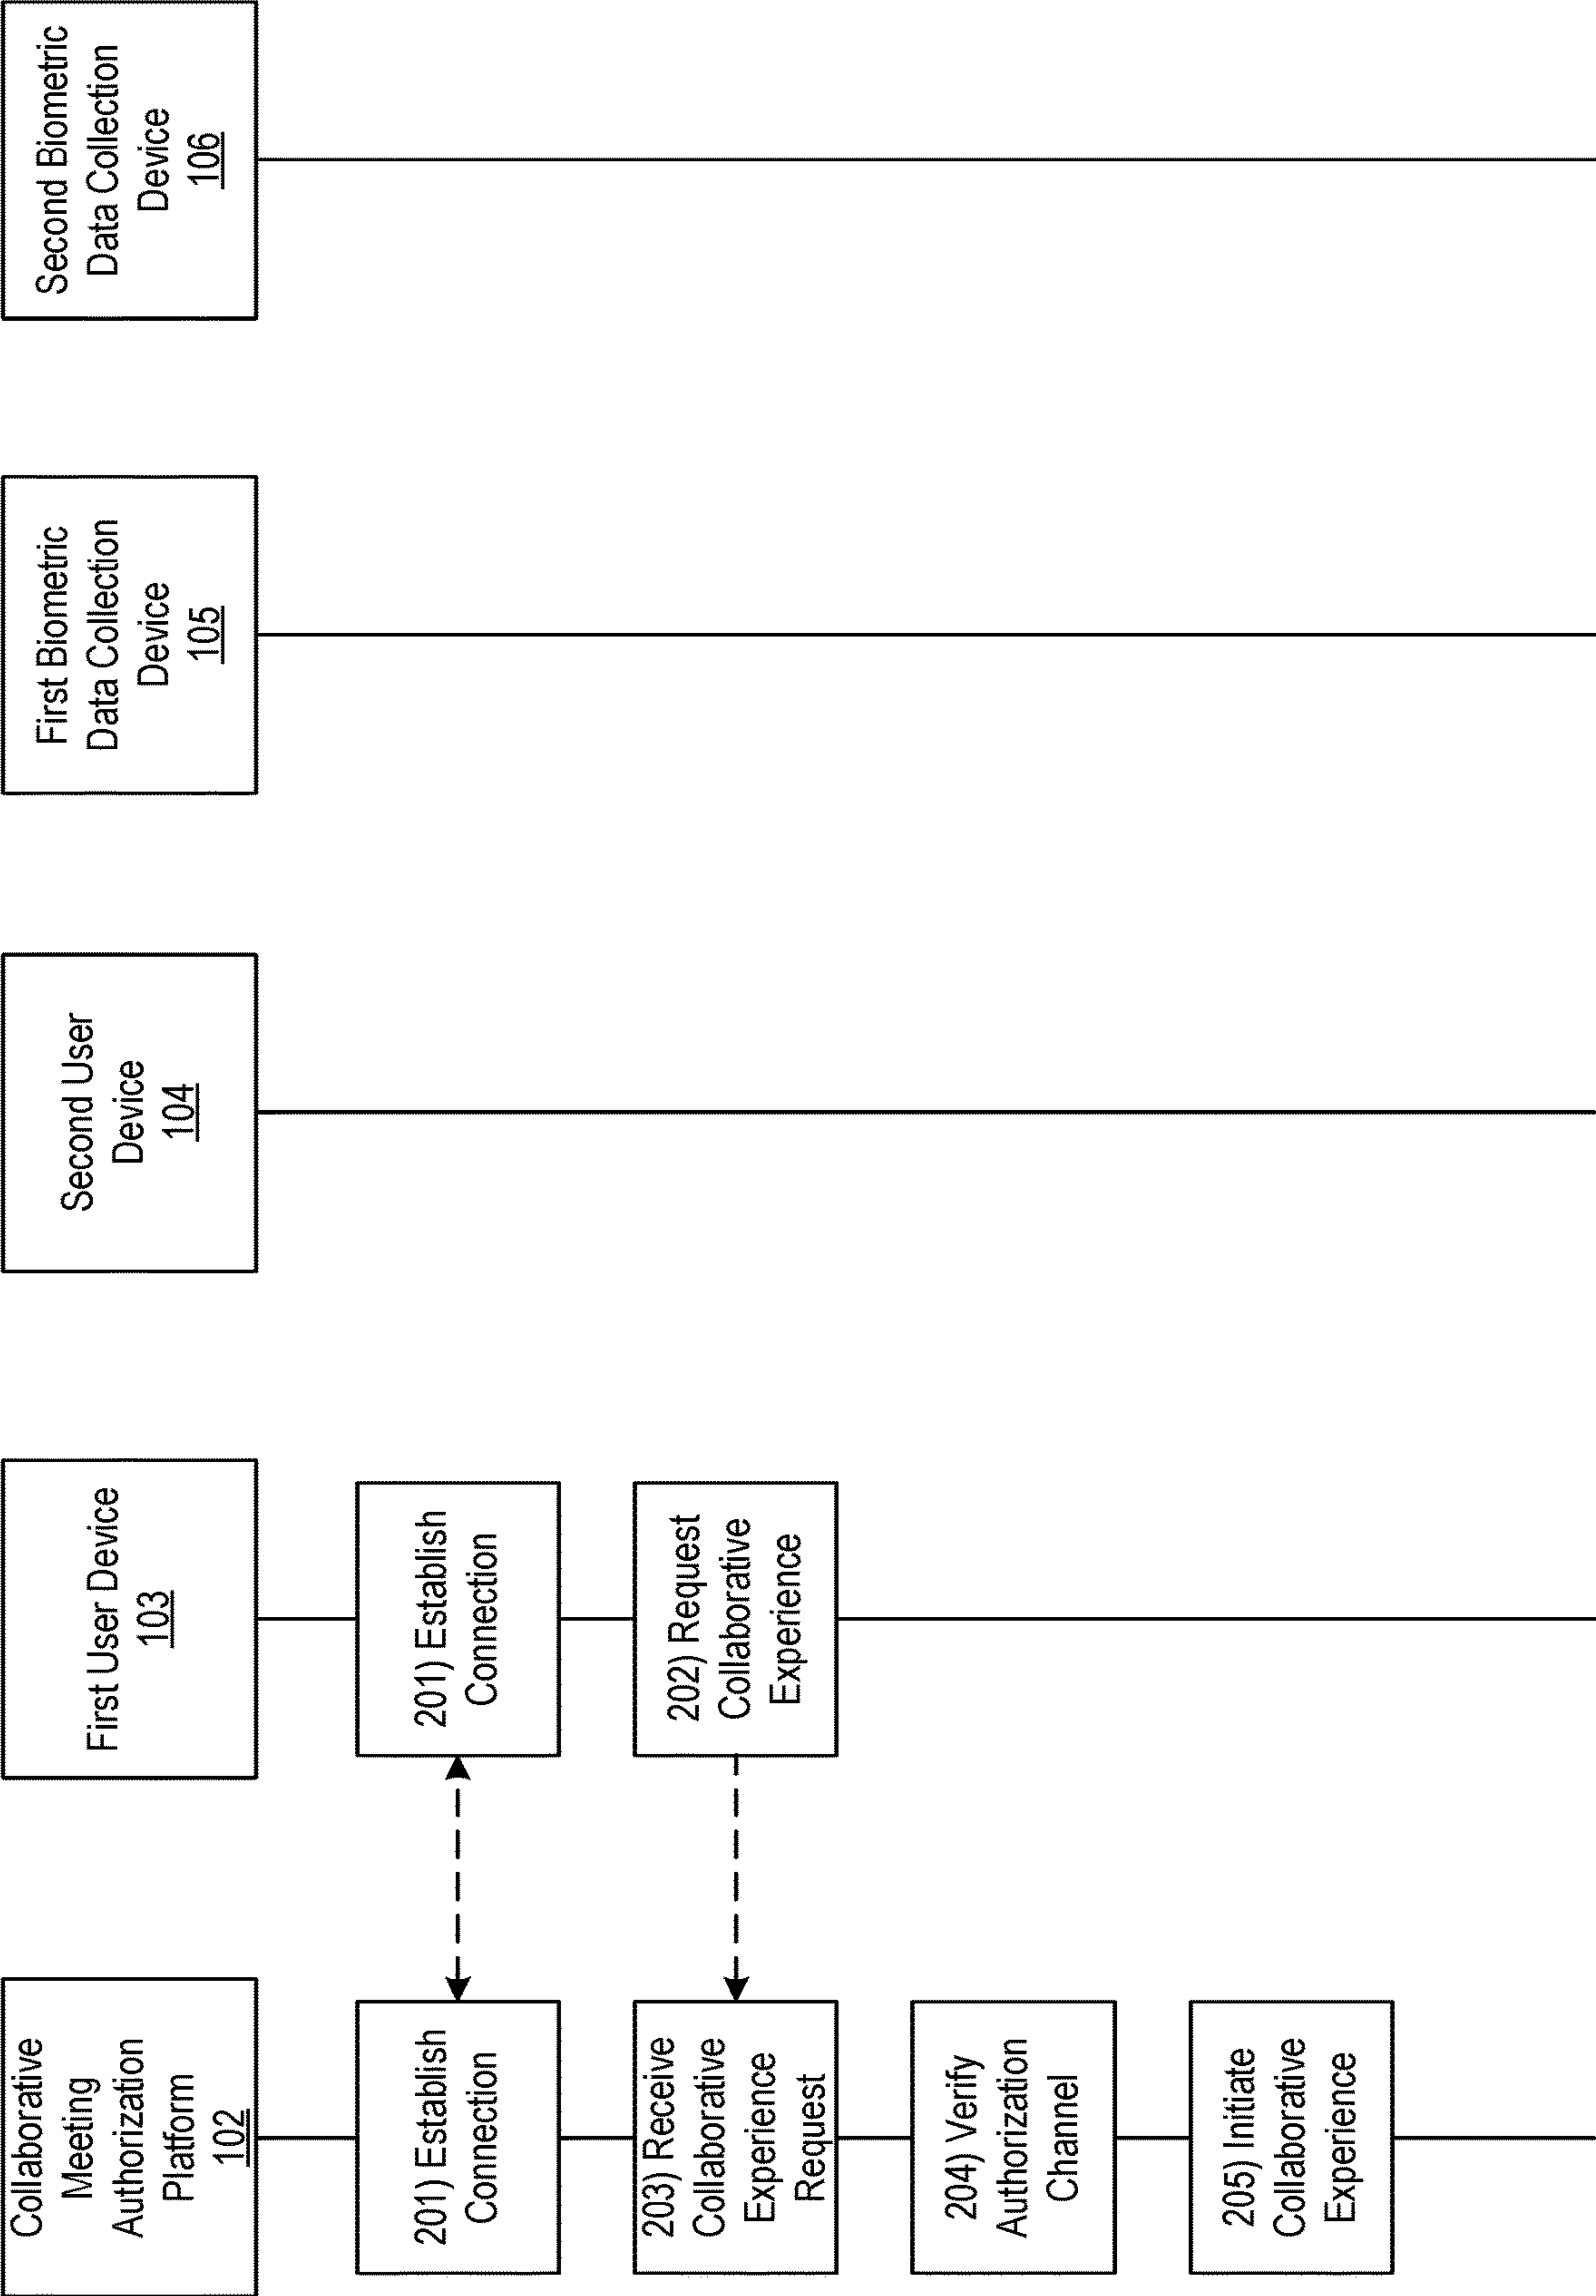 Collaborative
Meeting
Authorization
Platform
102
First User Device
103
Second User
Device
104
First Biometric
Data Collection
Device
105
Second Biometric
Data Collection
Device
106
201) Establish
Connection
201) Establish
Connection
203) Receive
Collaborative
Experience
Request
202) Request
Collaborative
Experience
204) Verify
Authorization
Channel
205) Initiate
Collaborative
Experience